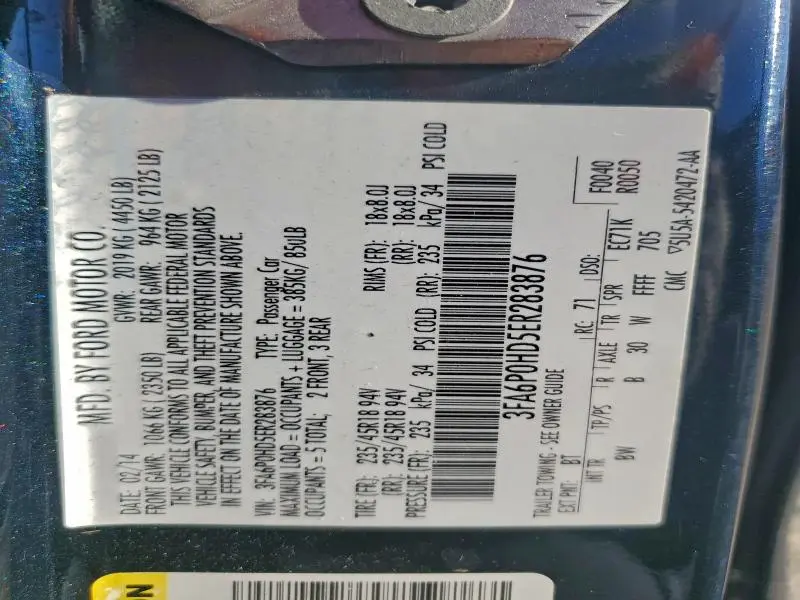 MFD. BY FORD MOTOR CO.
DATE: 02/14 GVWR: 2019 KG ( 4450 LB)
FRONT GAWR: 1066 KG ( 2350 LB) REAR GAWR: 964 KG ( 2125 LB)
THIS VEHICLE CONFORMS TO ALL APPLICABLE FEDERAL MOTOR
VEHICLE SAFETY, BUMPER, AND THEFT PREVENTION STANDARDS
IN EFFECT ON THE DATE OF MANUFACTURE SHOWN ABOVE.
VIN: 3FA6P0HD5ER283876 TYPE: Passenger Car
MAXIMUM LOAD = OCCUPANTS + LUGGAGE = 385KG/ 850LB
OCCUPANTS = 5 TOTAL; 2 FRONT, 3 REAR
TIRE (FR): 235/45R18 94V RIMS (FR): 18x8.0J
(RR): 235/45R18 94V (RR): 18x8.0J
PRESSURE (FR): 235 kPa/ 34 PSI COLD (RR): 235 kPa/ 34 PSI COLD
3FA6P0HD5ER283876
TRAILER TOWING - SEE OWNER GUIDE F0040
EXT PNT: BT RC: 71 DSO: R0050
INT TR TP/PS R AXLE TR SPR EC71K
BW B 30 W FFF 705
CMC ▽5U5A-5420472-AA
N